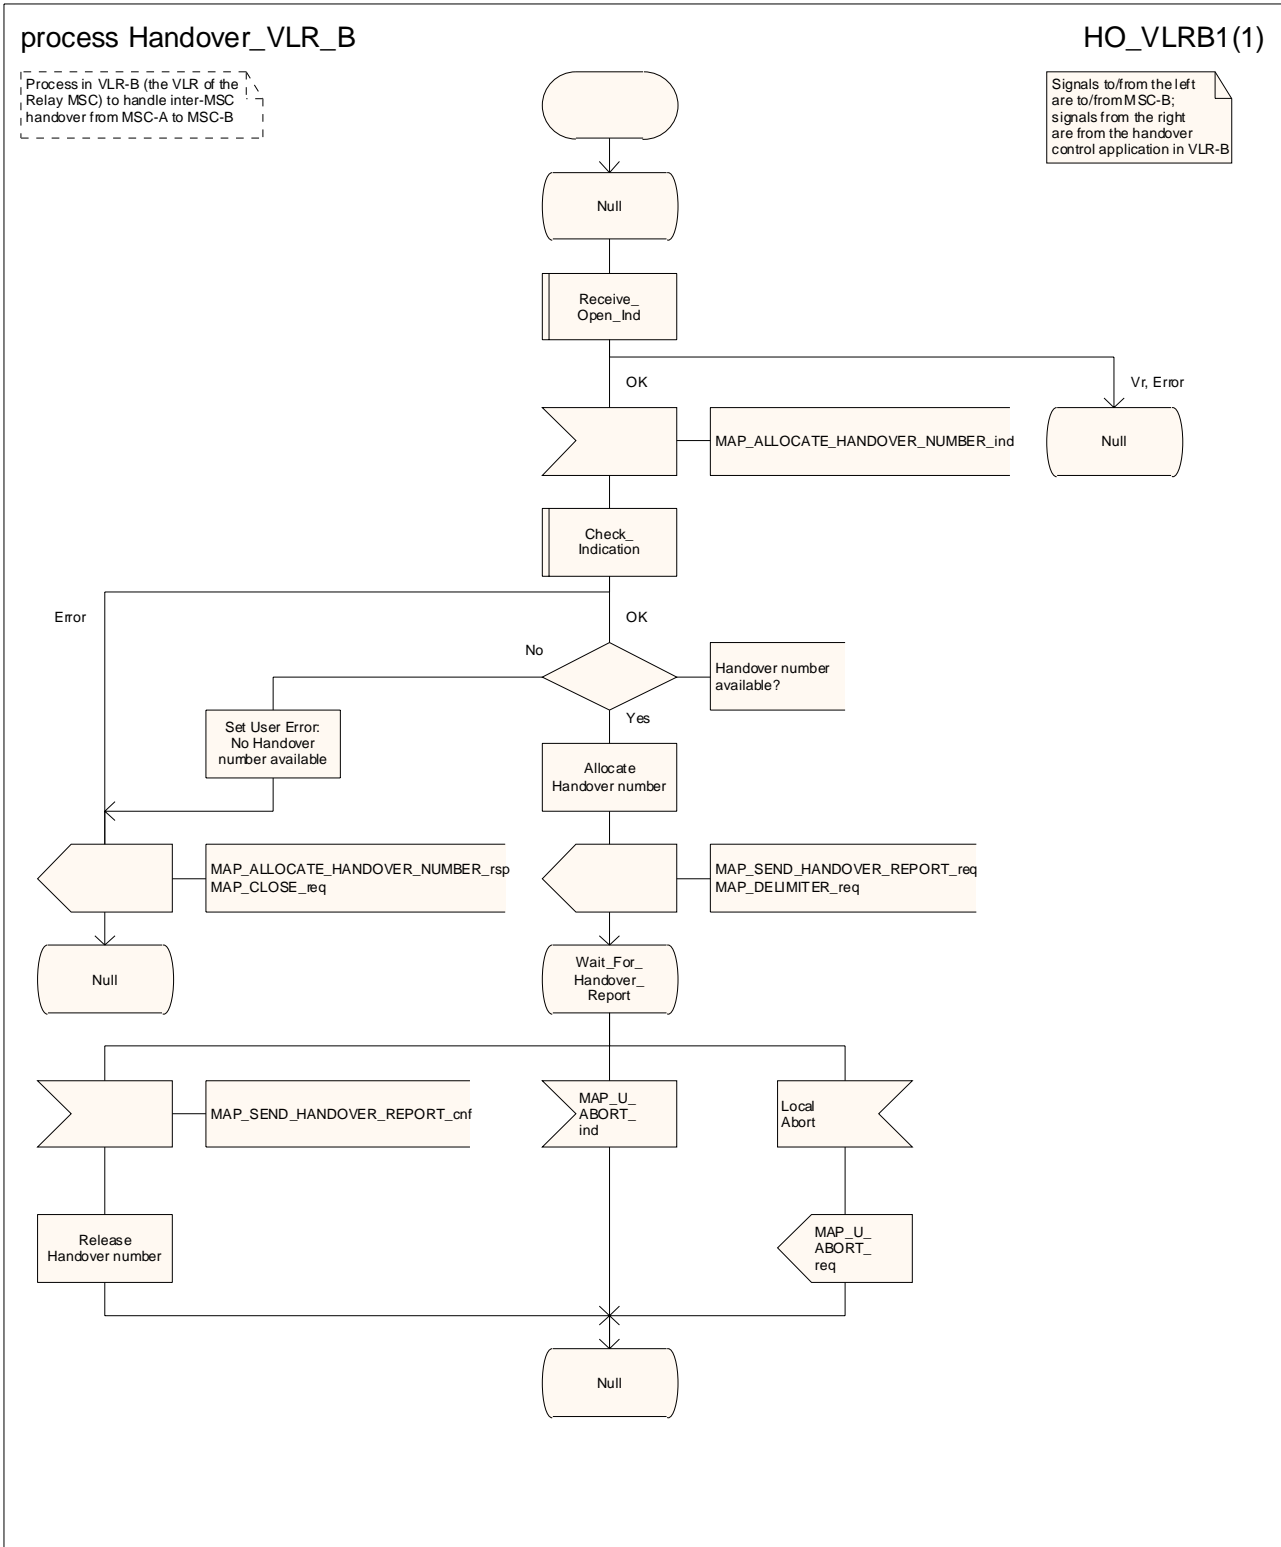 process Handover_VLR_B
HO_VLRB1(1)
Process in VLR-B (the VLR of the
Relay MSC) to handle inter-MSC
handover from MSC-A to MSC-B
Signals to/from the left
are to/from MSC-B;
signals from the right
are from the handover
control application in VLR-B
Null
Receive_
Open_Ind
OK
Vr, Error
MAP_ALLOCATE_HANDOVER_NUMBER_ind
Null
Check_
Indication
Error
OK
No
Handover number
available?
Yes
Set User Error:
No Handover
number available
Allocate
Handover number
MAP_ALLOCATE_HANDOVER_NUMBER_rsp
MAP_CLOSE_req
MAP_SEND_HANDOVER_REPORT_req
MAP_DELIMITER_req
Null
Wait_For_
Handover_
Report
MAP_SEND_HANDOVER_REPORT_cnf
MAP_U_
ABORT_
ind
Local
Abort
Release
Handover number
MAP_U_
ABORT_
req
Null